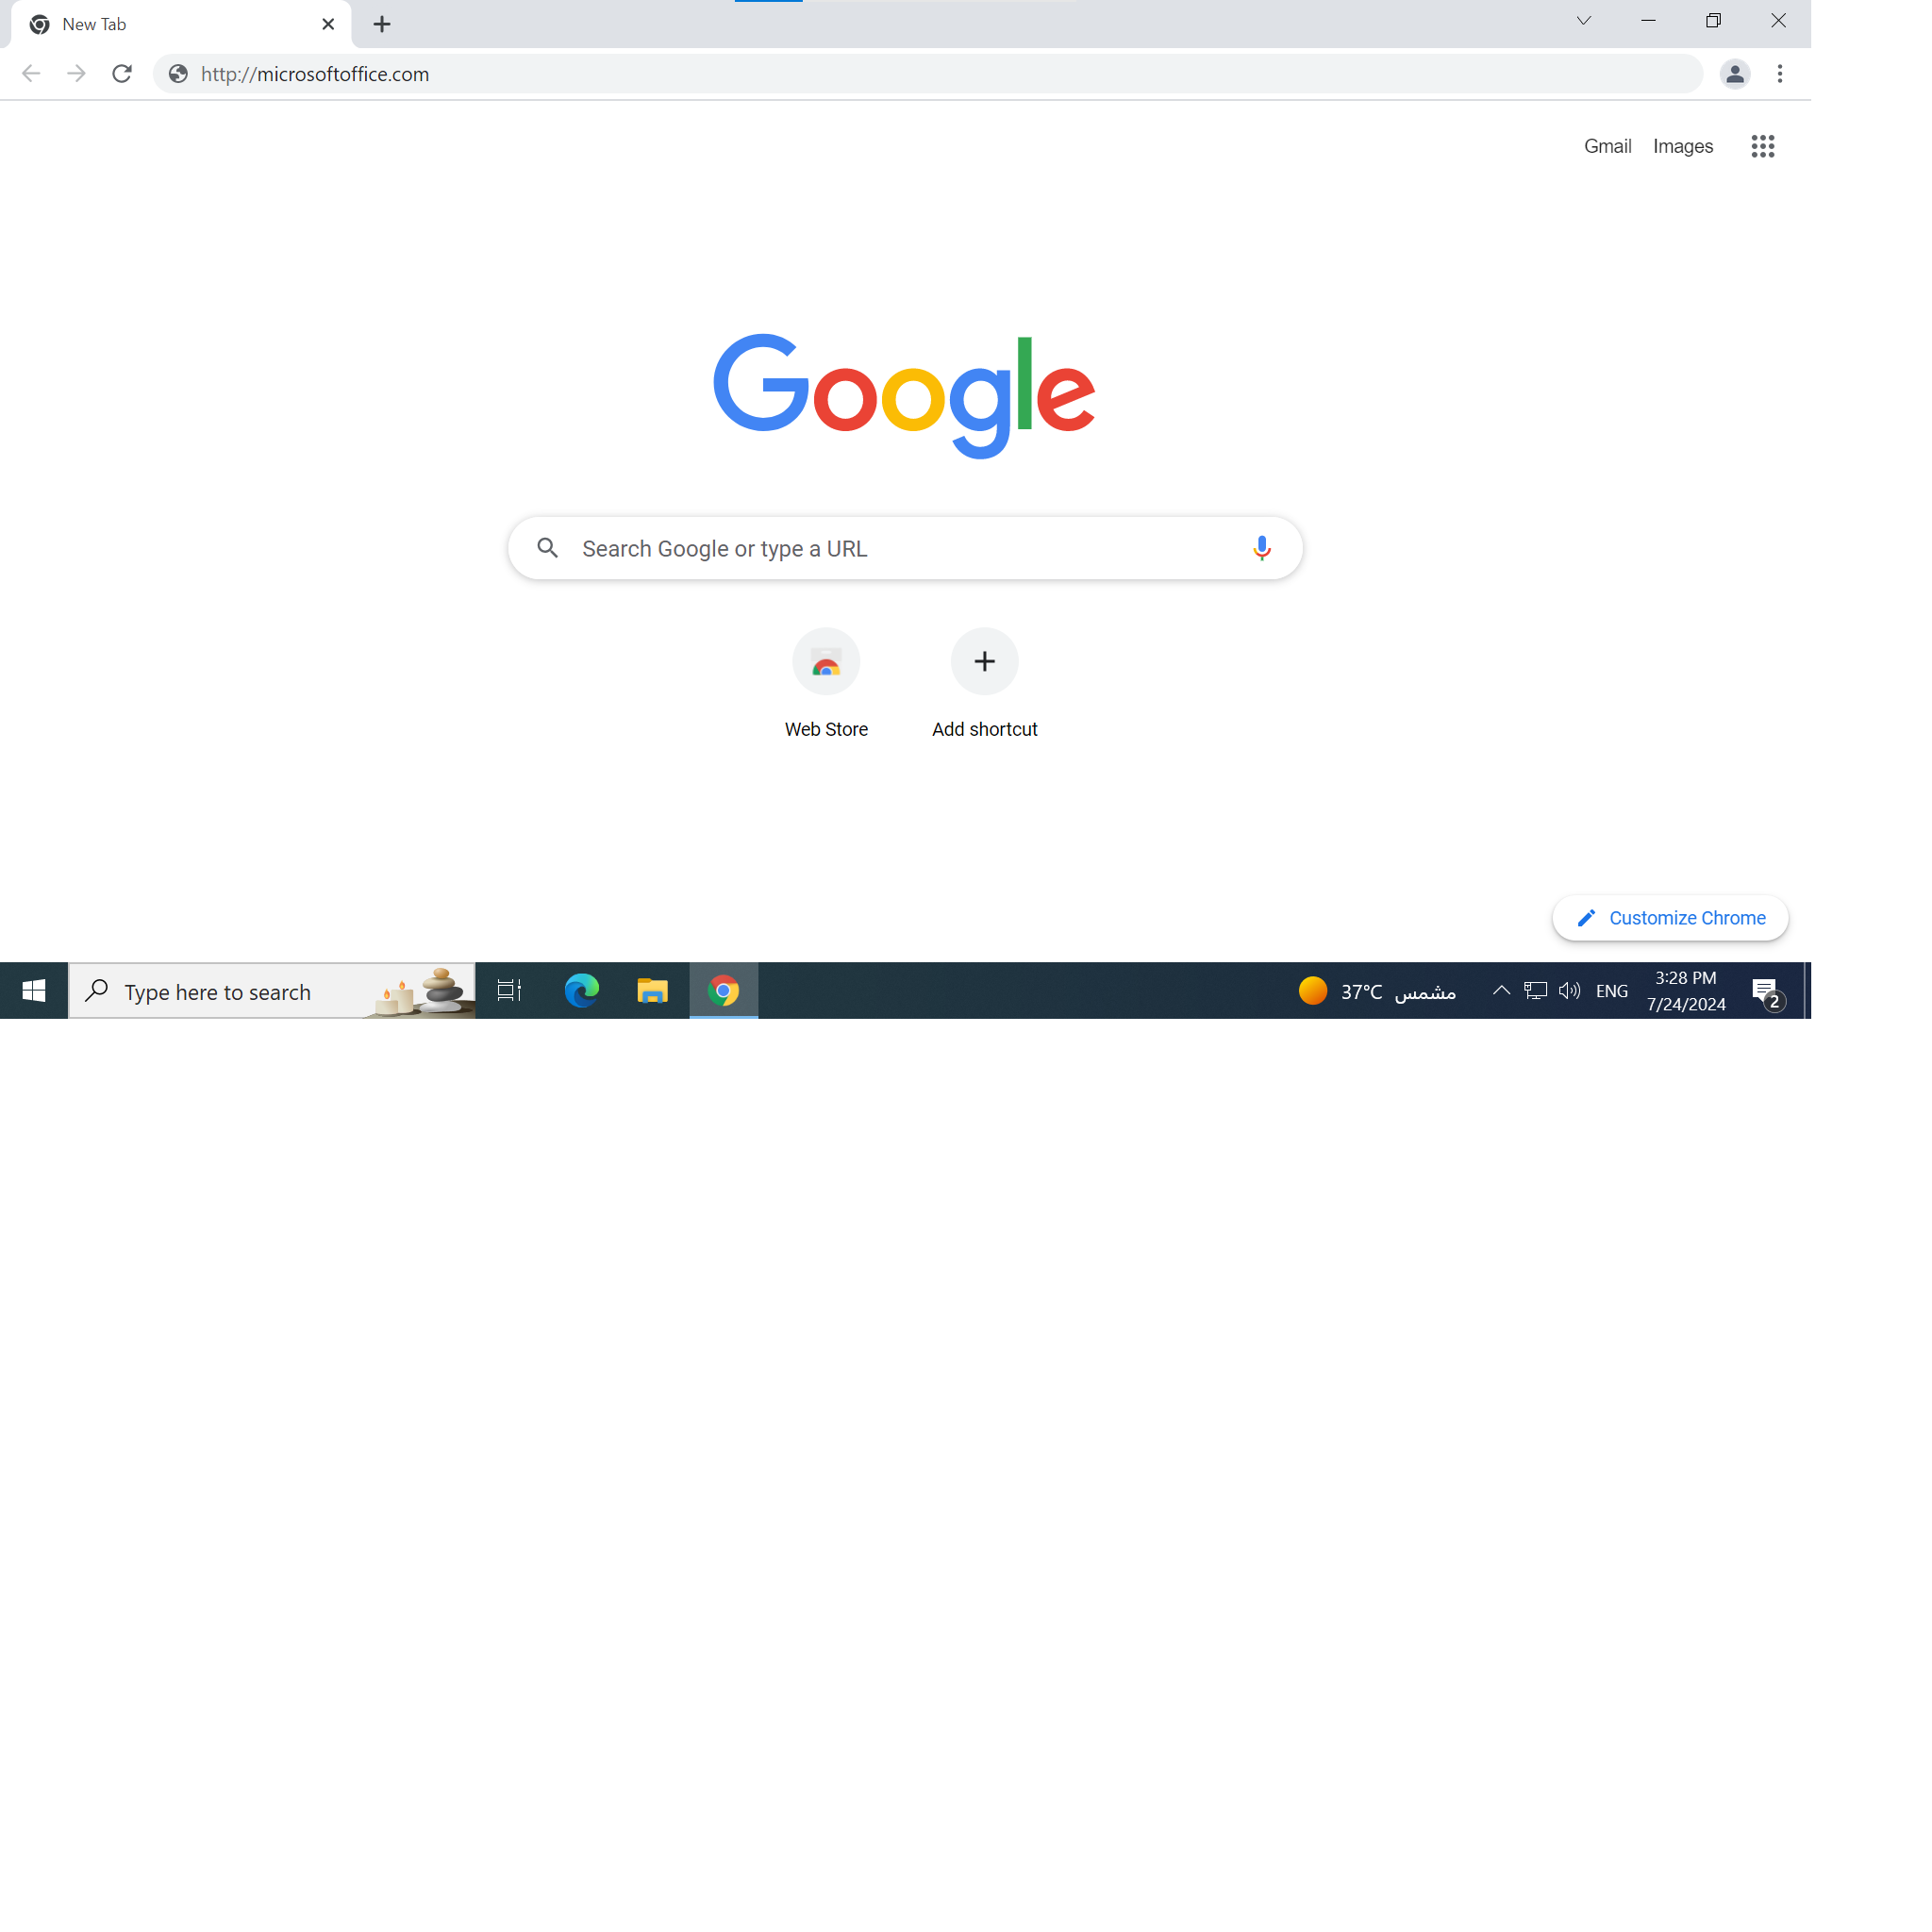 New Tab
http://microsoftoffice.com
Gmail Images
Google
Search Google or type a URL
Web Store
Add shortcut
Customize Chrome
Type here to search
37°C مشمس
ENG
3:28 PM
7/24/2024
2